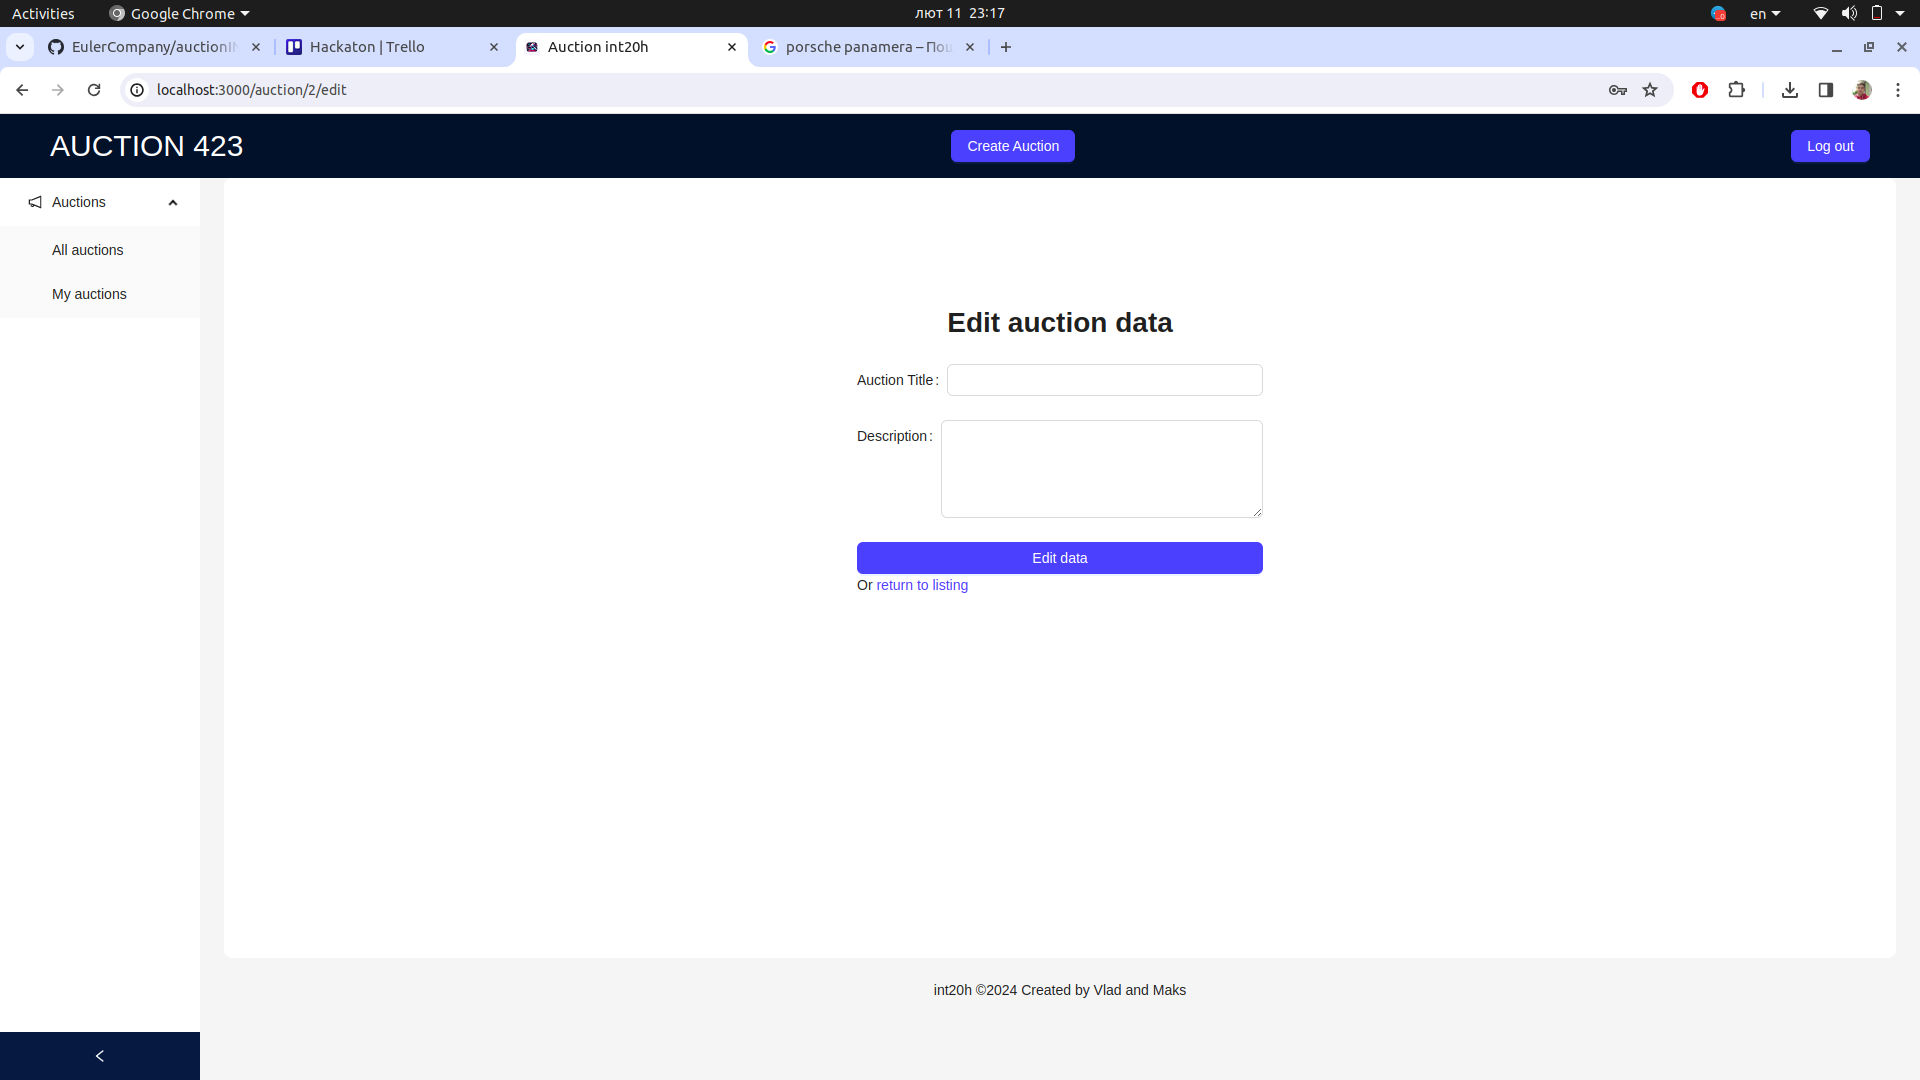 Activities
Google Chrome
лют 11 23:17
en
EulerCompany/auctionI
Hackaton | Trello
Auction int20h
porsche panamera – По
localhost:3000/auction/2/edit
AUCTION 423
Create Auction
Log out
Auctions
All auctions
My auctions
Edit auction data
Auction Title:
Description:
Edit data
Or return to listing
int20h ©2024 Created by Vlad and Maks